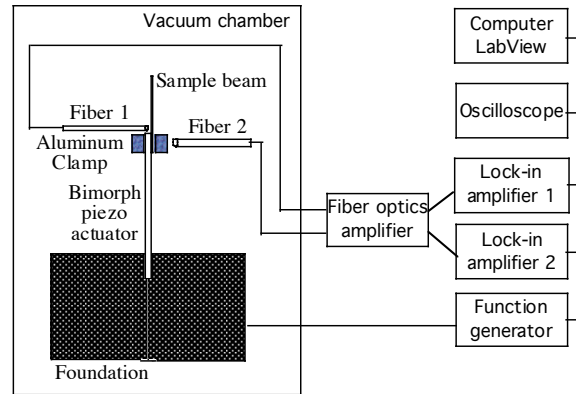 Vacuum chamber
Sample beam
Fiber 1
Fiber 2
Aluminum
Clamp
Bimorph
piezo
actuator
Foundation
Fiber optics
amplifier
Computer
LabView
Oscilloscope
Lock-in
amplifier 1
Lock-in
amplifier 2
Function
generator